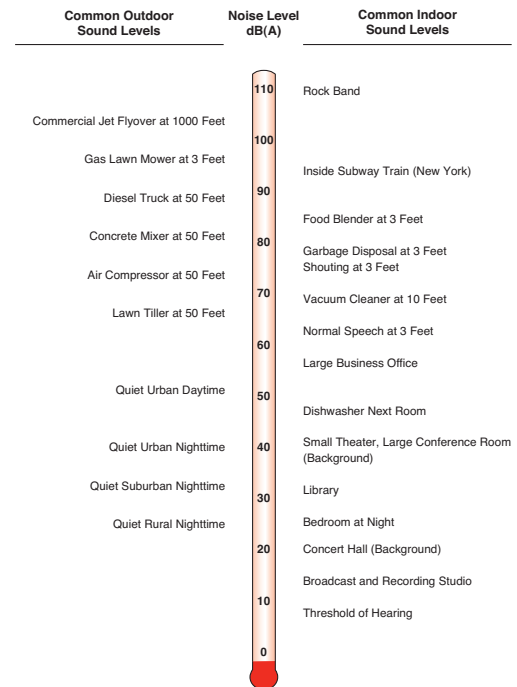 Common Outdoor
Sound Levels
Noise Level
dB(A)
Common Indoor
Sound Levels
110
Rock Band
Commercial Jet Flyover at 1000 Feet
100
Gas Lawn Mower at 3 Feet
Inside Subway Train (New York)
90
Diesel Truck at 50 Feet
Food Blender at 3 Feet
Concrete Mixer at 50 Feet
80
Garbage Disposal at 3 Feet
Shouting at 3 Feet
Air Compressor at 50 Feet
70
Vacuum Cleaner at 10 Feet
Lawn Tiller at 50 Feet
Normal Speech at 3 Feet
60
Large Business Office
Quiet Urban Daytime
50
Dishwasher Next Room
Quiet Urban Nighttime
40
Small Theater, Large Conference Room
(Background)
Quiet Suburban Nighttime
Library
30
Quiet Rural Nighttime
Bedroom at Night
20
Concert Hall (Background)
Broadcast and Recording Studio
10
Threshold of Hearing
0